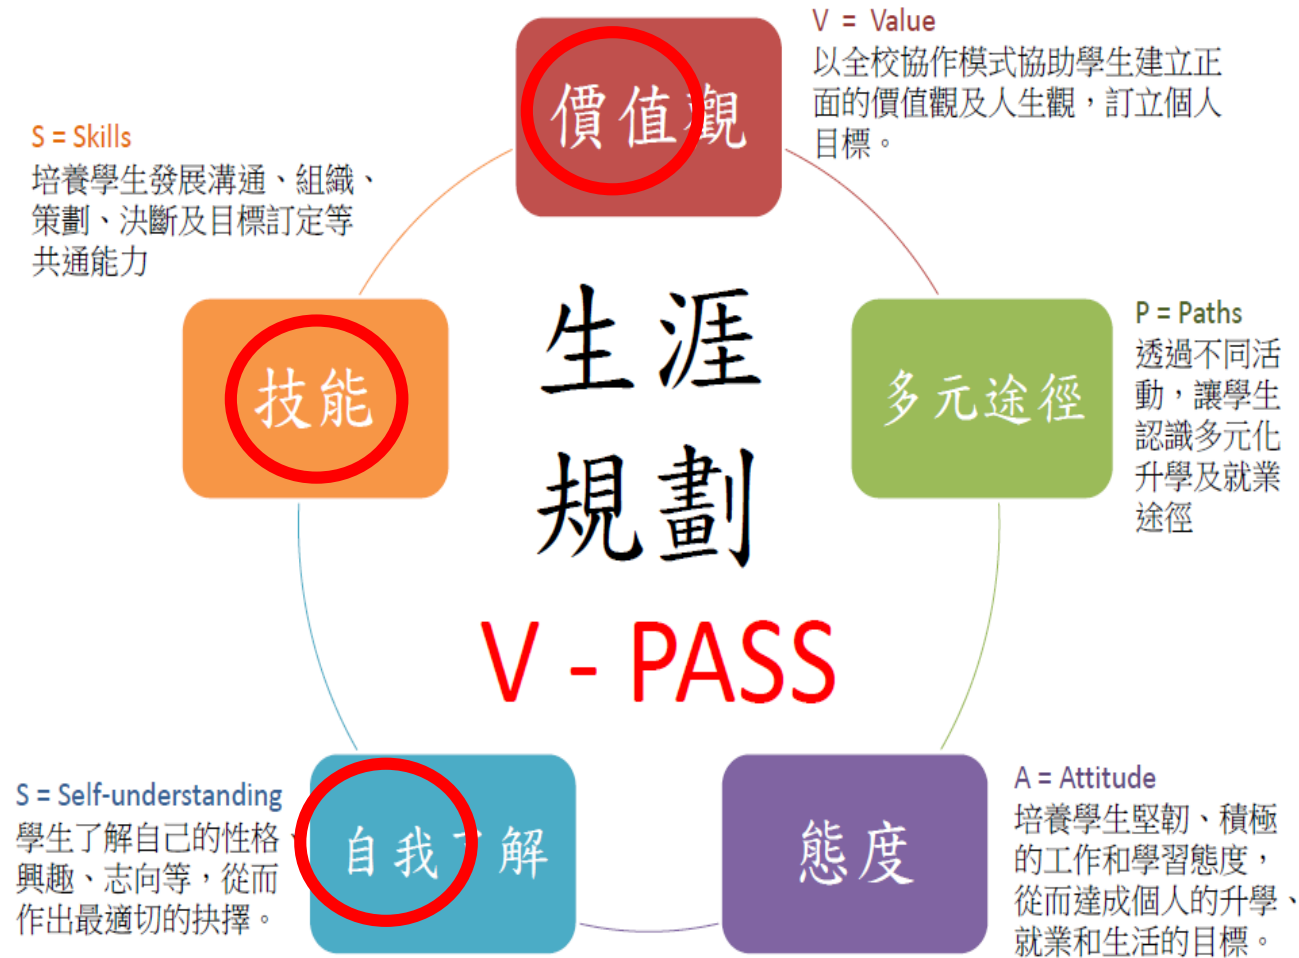 V = Value
以全校協作模式協助學生建立正
面的價值觀及人生觀，訂立個人
目標。
價值觀
S = Skills
培養學生發展溝通、組織、
策劃、決斷及目標訂定等
共通能力
技能
生涯
規劃
V - PASS
多元途徑
P = Paths
透過不同活
動，讓學生
認識多元化
升學及就業
途徑
S = Self-understanding
學生了解自己的性格、
興趣、志向等，從而
作出最適切的抉擇。
自我了解
態度
A = Attitude
培養學生堅韌、積極
的工作和學習態度，
從而達成個人的升學、
就業和生活的目標。